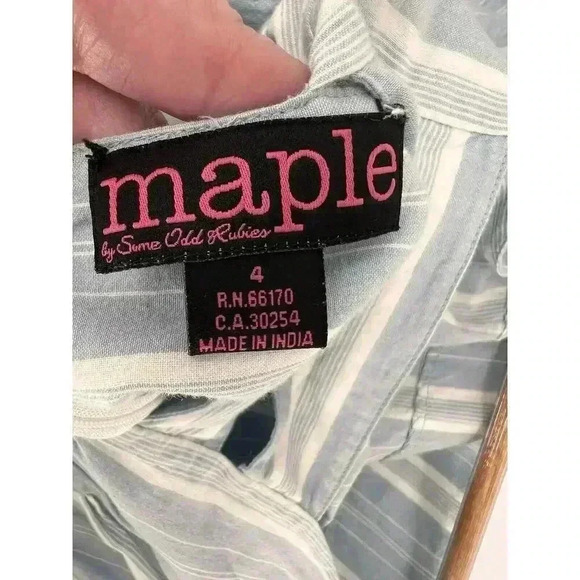 maple
by Some Odd Rubies
4
R.N.66170
C.A.30254
MADE IN INDIA